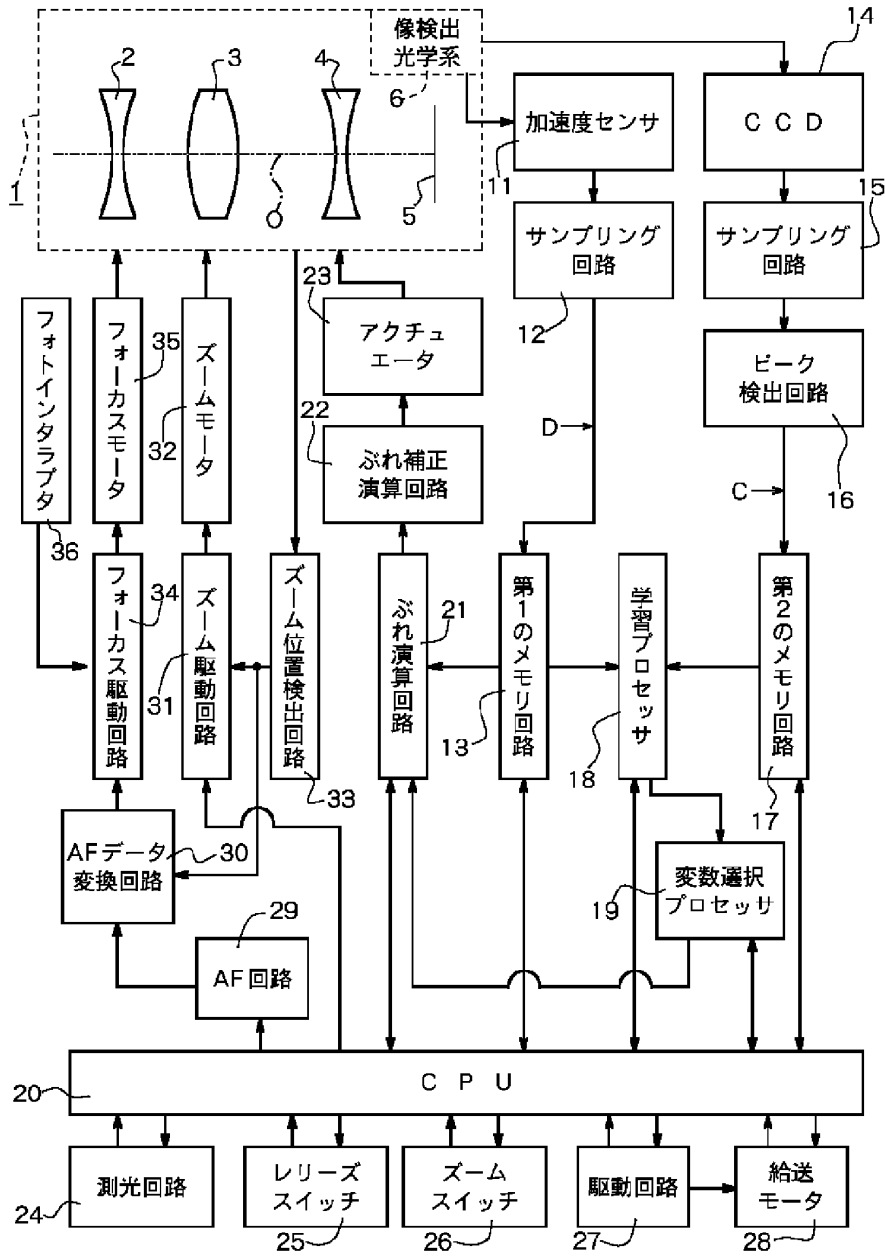 像検出
光学系
6
14
2
3
4
1
O
5
加速度センサ
11
CCD
15
サンプリング
回路
12
サンプリング
回路
23
アクチュ
エータ
ピーク
検出回路
16
フォトインタラプタ
36
フォーカスモータ
35
ズームモータ
32
22
ぶれ補正
演算回路
D
C
フォーカス駆動回路
34
ズーム駆動回路
31
ズーム位置検出回路
33
ぶれ演算回路
21
第1のメモリ回路
13
学習プロセッサ
18
第2のメモリ回路
17
AFデータ
変換回路
30
変数選択
プロセッサ
19
29
AF回路
CPU
20
測光回路
24
レリーズ
スイッチ
25
ズーム
スイッチ
26
駆動回路
27
給送
モータ
28